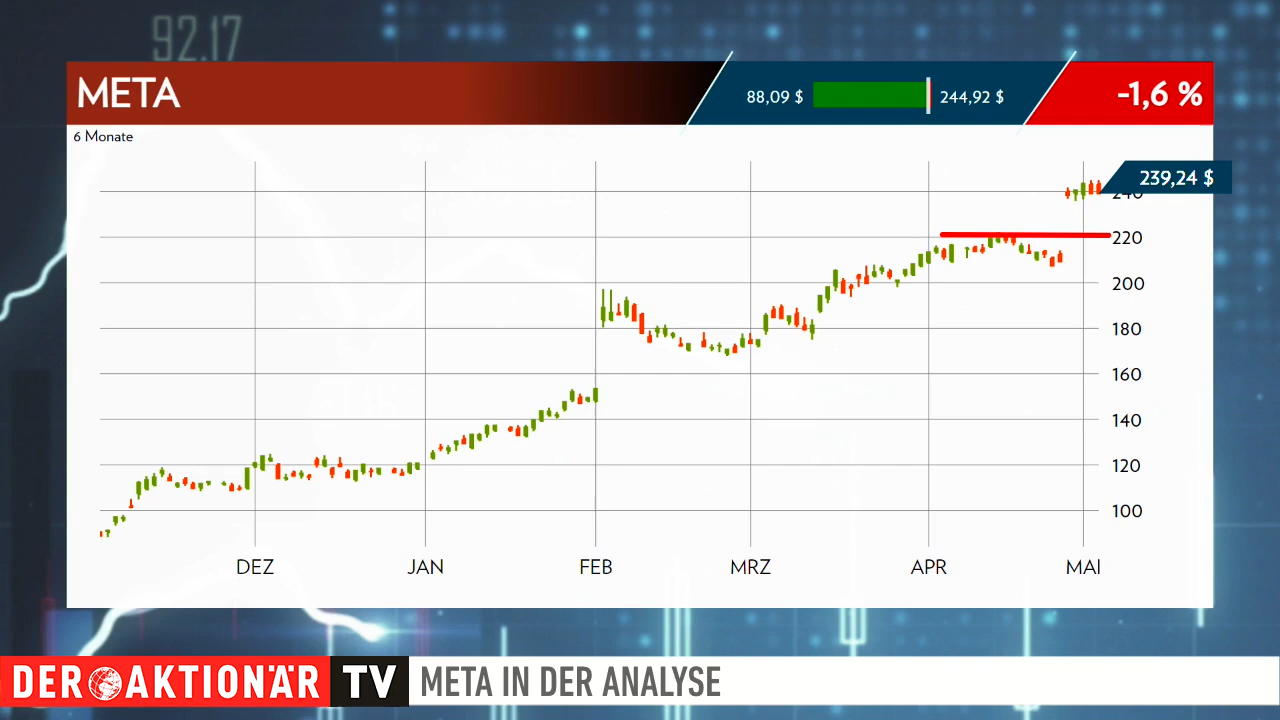 92.17
META
88,09 $
244,92 $
-1,6 %
6 Monate
239,24 $
240
220
200
180
160
140
120
100
DEZ JAN FEB MRZ APR MAI
DER AKTIONÄR TV
META IN DER ANALYSE